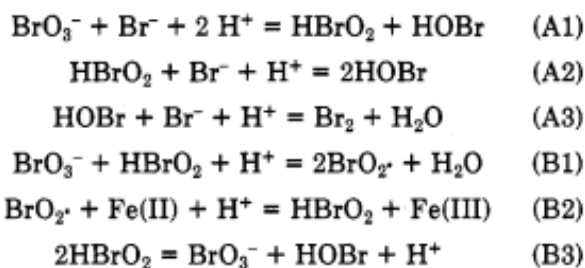 BrO₃⁻ + Br⁻ + 2 H⁺ = HBrO₂ + HOBr (A1)
HBrO₂ + Br⁻ + H⁺ = 2HOBr (A2)
HOBr + Br⁻ + H⁺ = Br₂ + H₂O (A3)
BrO₃⁻ + HBrO₂ + H⁺ = 2BrO₂· + H₂O (B1)
BrO₂· + Fe(II) + H⁺ = HBrO₂ + Fe(III) (B2)
2HBrO₂ = BrO₃⁻ + HOBr + H⁺ (B3)